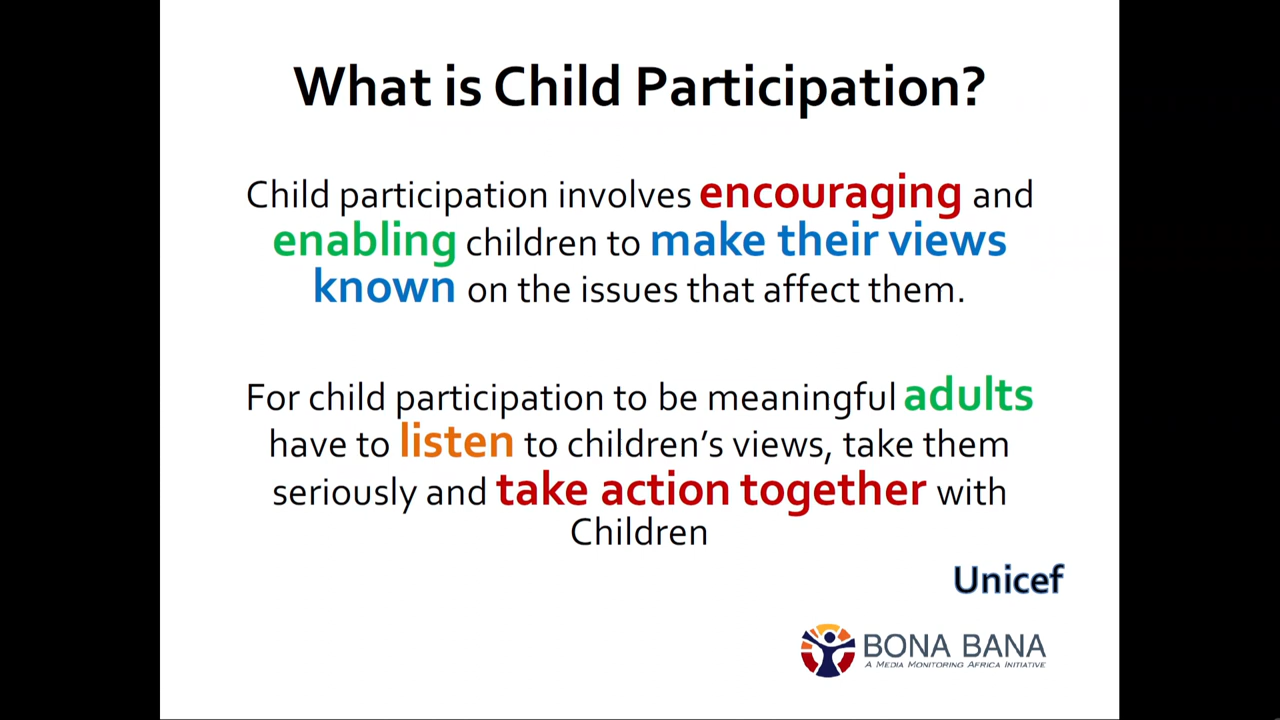 What is Child Participation?
Child participation involves encouraging and
enabling children to make their views
known on the issues that affect them.
For child participation to be meaningful adults
have to listen to children’s views, take them
seriously and take action together with
Children
Unicef
BONA BANA
A MEDIA MONITORING AFRICA INITIATIVE